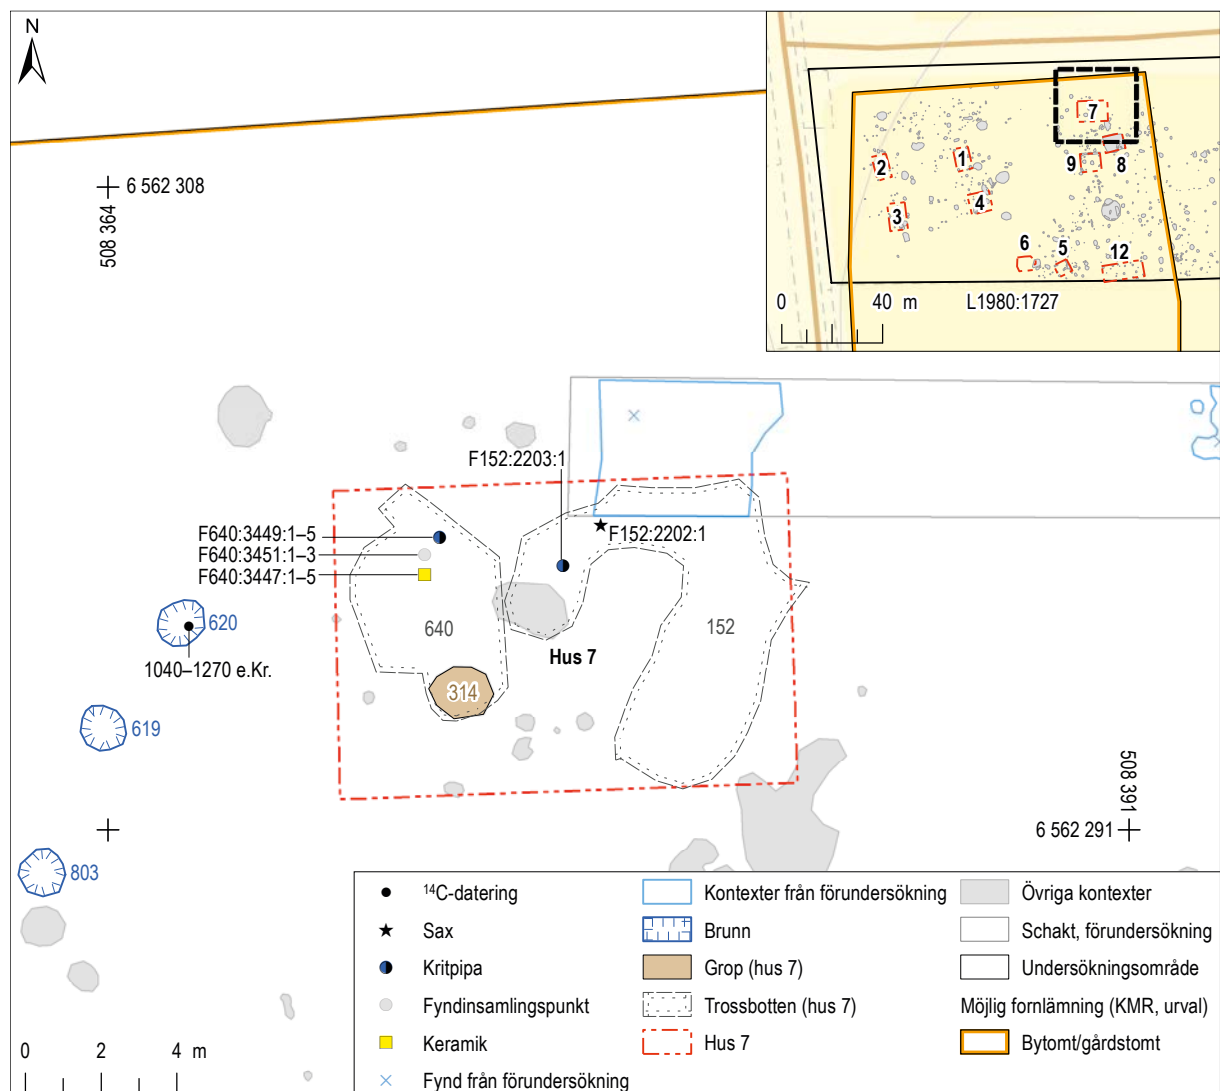 N
6 562 308
508 364
7
2
1
9
8
3
4
6
5
12
0 40 m
L1980:1727
F152:2203:1
F640:3449:1–5
F640:3451:1–3
F640:3447:1–5
F152:2202:1
620
640
152
1040–1270 e.Kr.
Hus 7
314
619
508 391
6 562 291
803
¹⁴C-datering
Sax
Kritpipa
Fyndinsamlingspunkt
Keramik
Fynd från förundersökning
Kontexter från förundersökning
Brunn
Grop (hus 7)
Trossbotten (hus 7)
Hus 7
Övriga kontexter
Schakt, förundersökning
Undersökningsområde
Möjlig fornlämning (KMR, urval)
Bytomt/gårdstomt
0 2 4 m